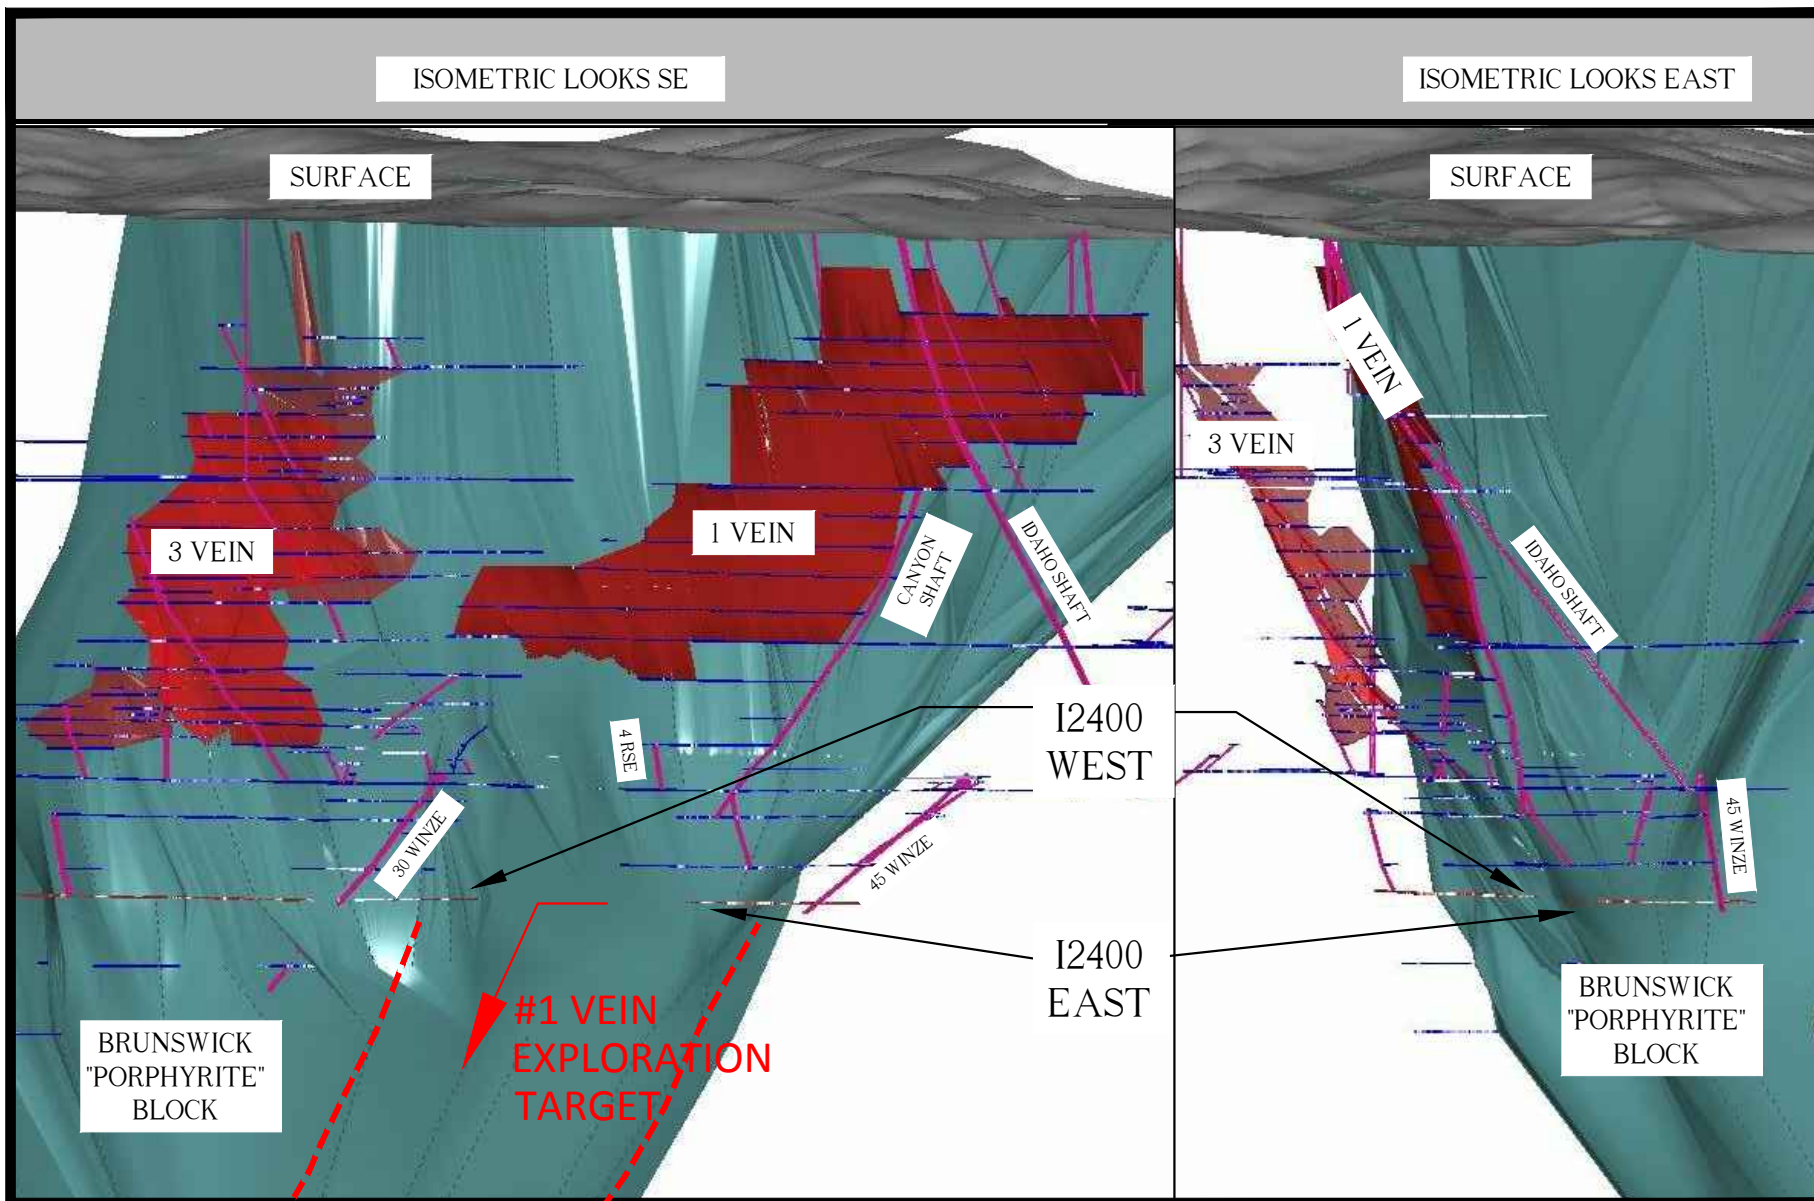 ISOMETRIC LOOKS SE
ISOMETRIC LOOKS EAST
SURFACE
SURFACE
1 VEIN
3 VEIN
3 VEIN
1 VEIN
CANYON
SHAFT
IDAHO SHAFT
IDAHO SHAFT
4 RSE
I2400
WEST
30 WINZE
45 WINZE
45 WINZE
I2400
EAST
#1 VEIN
EXPLORATION
TARGET
BRUNSWICK
"PORPHYRITE"
BLOCK
BRUNSWICK
"PORPHYRITE"
BLOCK